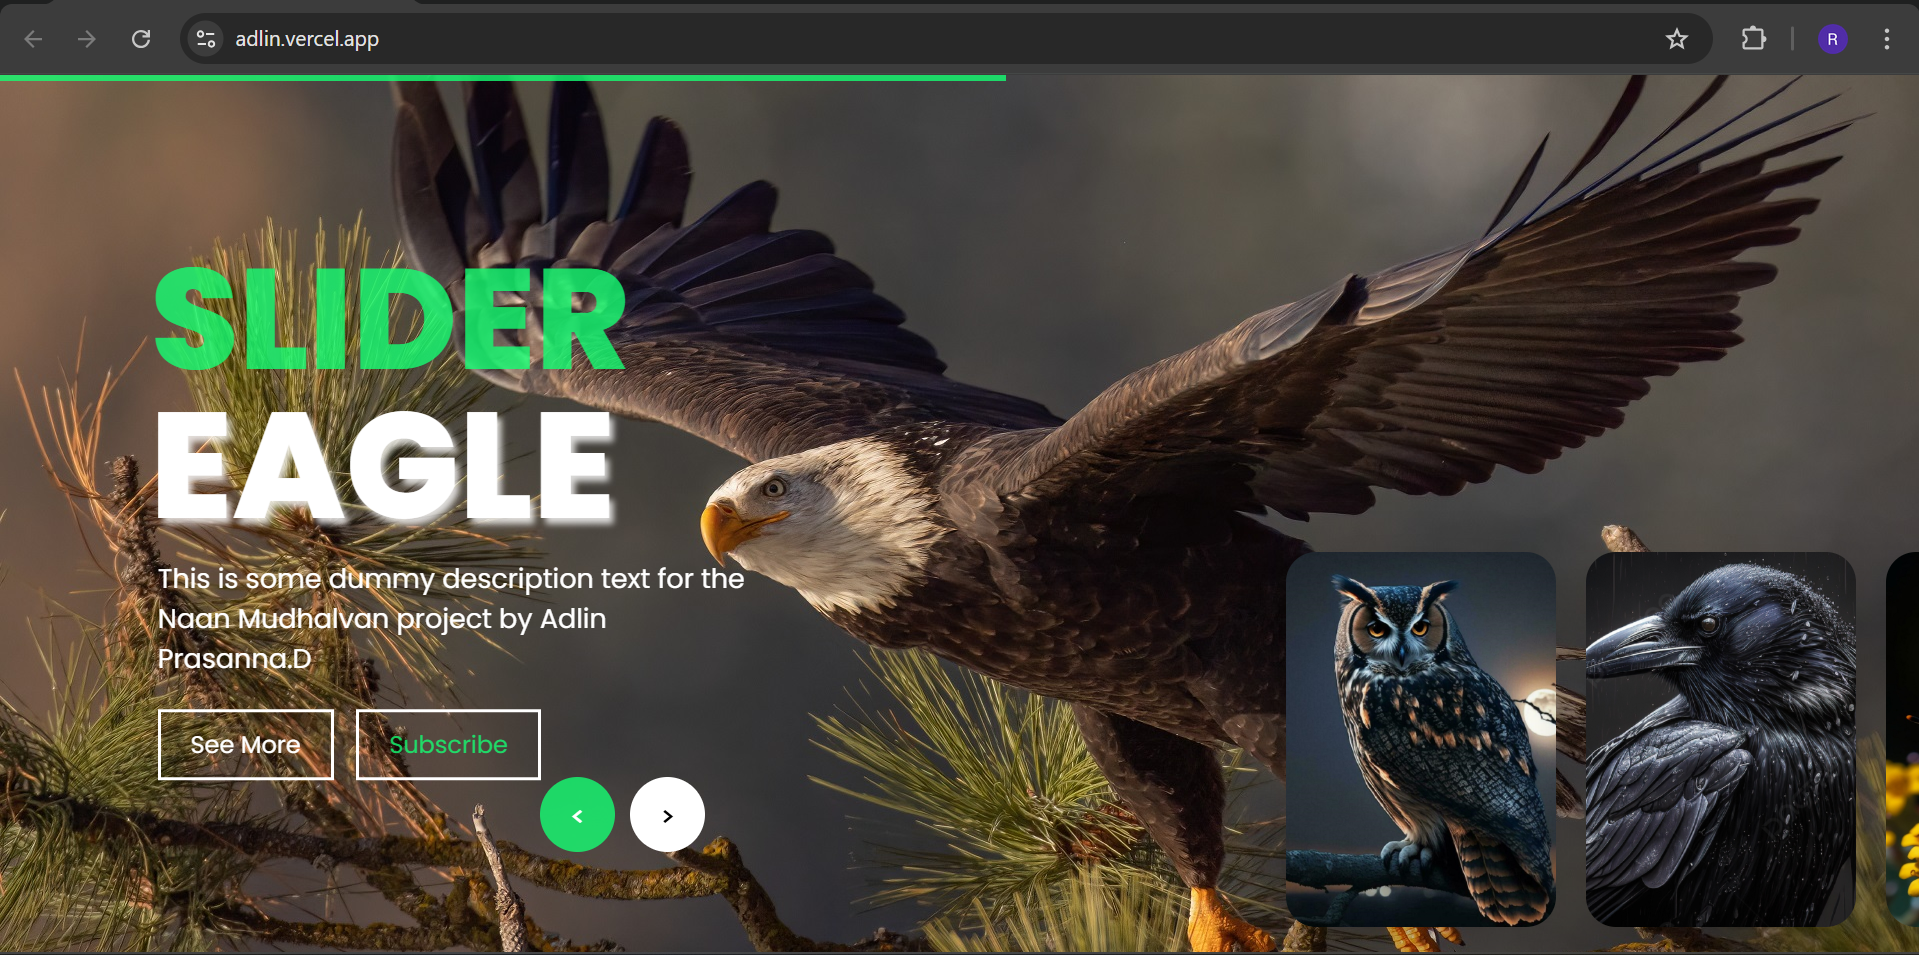 adlin.vercel.app
R
SLIDER
EAGLE
This is some dummy description text for the
Naan Mudhalvan project by Adlin
Prasanna.D
See More
Subscribe
< >